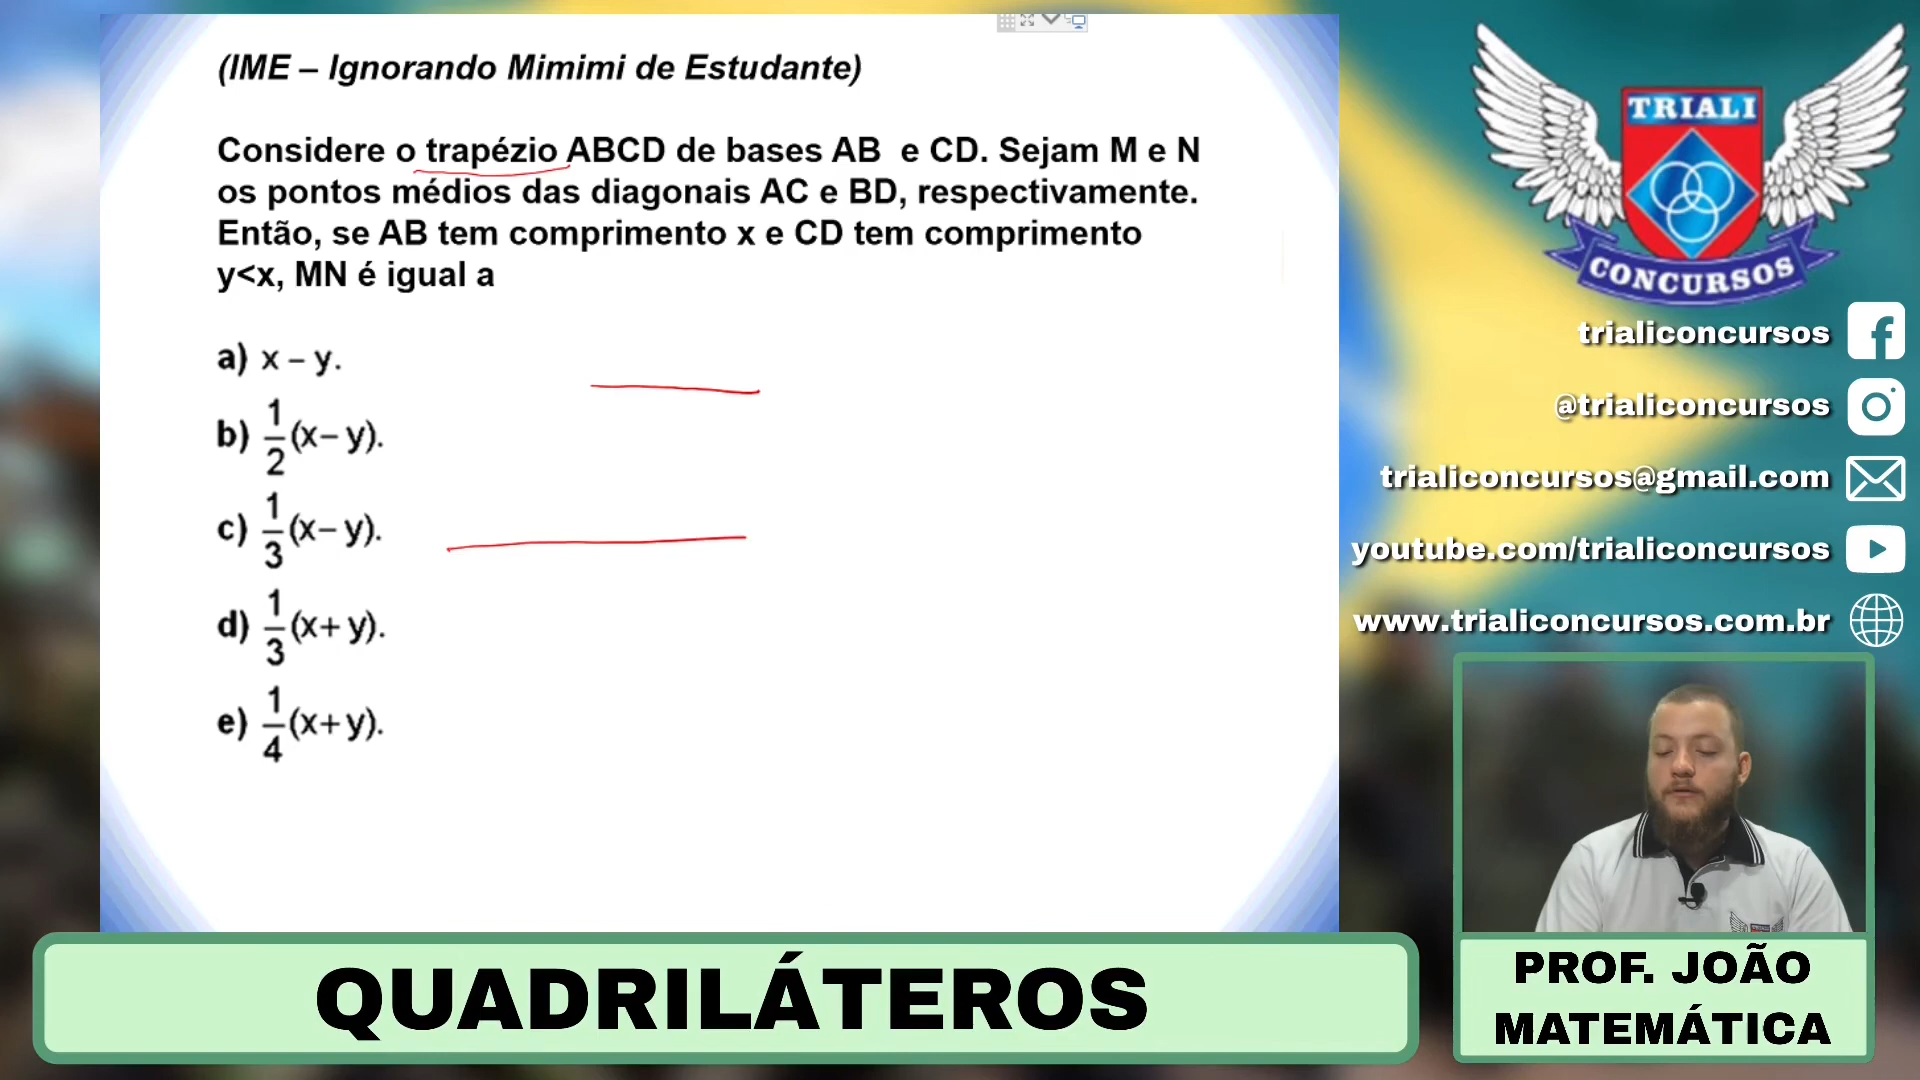 (IME – Ignorando Mimimi de Estudante)
Considere o trapézio ABCD de bases AB e CD. Sejam M e N
os pontos médios das diagonais AC e BD, respectivamente.
Então, se AB tem comprimento x e CD tem comprimento
y<x, MN é igual a
a) x – y.
b) 1/2 (x – y).
c) 1/3 (x – y).
d) 1/3 (x + y).
e) 1/4 (x + y).
TRIALI
CONCURSOS
trialiconcursos
@trialiconcursos
trialiconcursos@gmail.com
youtube.com/trialiconcursos
www.trialiconcursos.com.br
QUADRILÁTEROS
PROF. JOÃO
MATEMÁTICA